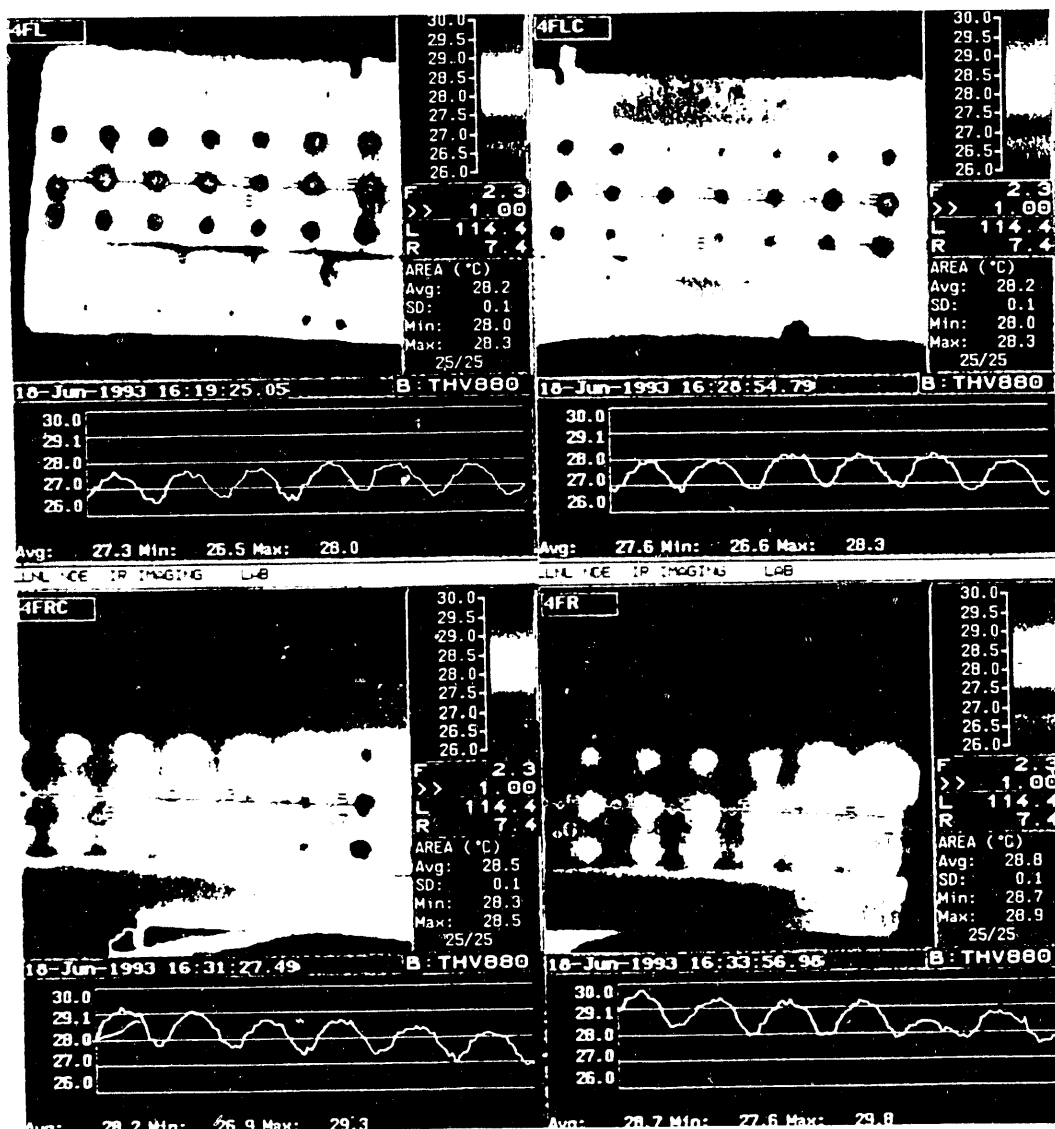 4FL
30.0
29.5
29.0
28.5
28.0
27.5
27.0
26.5
26.0
F 2.3
>> 1.00
L 114.4
R 7.4
AREA (°C)
Avg: 28.2
SD: 0.1
Min: 28.0
Max: 28.3
25/25
18-Jun-1993 16:19:25.05 B:THV880
30.0
29.1
28.0
27.0
26.0
Avg: 27.3 Min: 26.5 Max: 28.0
LLNL NDE IR IMAGING LAB
4FLC
30.0
29.5
29.0
28.5
28.0
27.5
27.0
26.5
26.0
F 2.3
>> 1.00
L 114.4
R 7.4
AREA (°C)
Avg: 28.2
SD: 0.1
Min: 28.0
Max: 28.3
25/25
18-Jun-1993 16:28:54.79 B:THV880
30.0
29.1
28.0
27.0
26.0
Avg: 27.6 Min: 26.6 Max: 28.3
LLNL NDE IR IMAGING LAB
4FRC
30.0
29.5
29.0
28.5
28.0
27.5
27.0
26.5
26.0
F 2.3
>> 1.00
L 114.4
R 7.4
AREA (°C)
Avg: 28.5
SD: 0.1
Min: 28.3
Max: 28.5
25/25
18-Jun-1993 16:31:27.49 B:THV880
30.0
29.1
28.0
27.0
26.0
Avg: 28.2 Min: 26.9 Max: 29.3
4FR
30.0
29.5
29.0
28.5
28.0
27.5
27.0
26.5
26.0
F 2.3
>> 1.00
L 114.4
R 7.4
AREA (°C)
Avg: 28.8
SD: 0.1
Min: 28.7
Max: 28.9
25/25
18-Jun-1993 16:33:56.98 B:THV880
30.0
29.1
28.0
27.0
26.0
Avg: 28.7 Min: 27.6 Max: 29.8